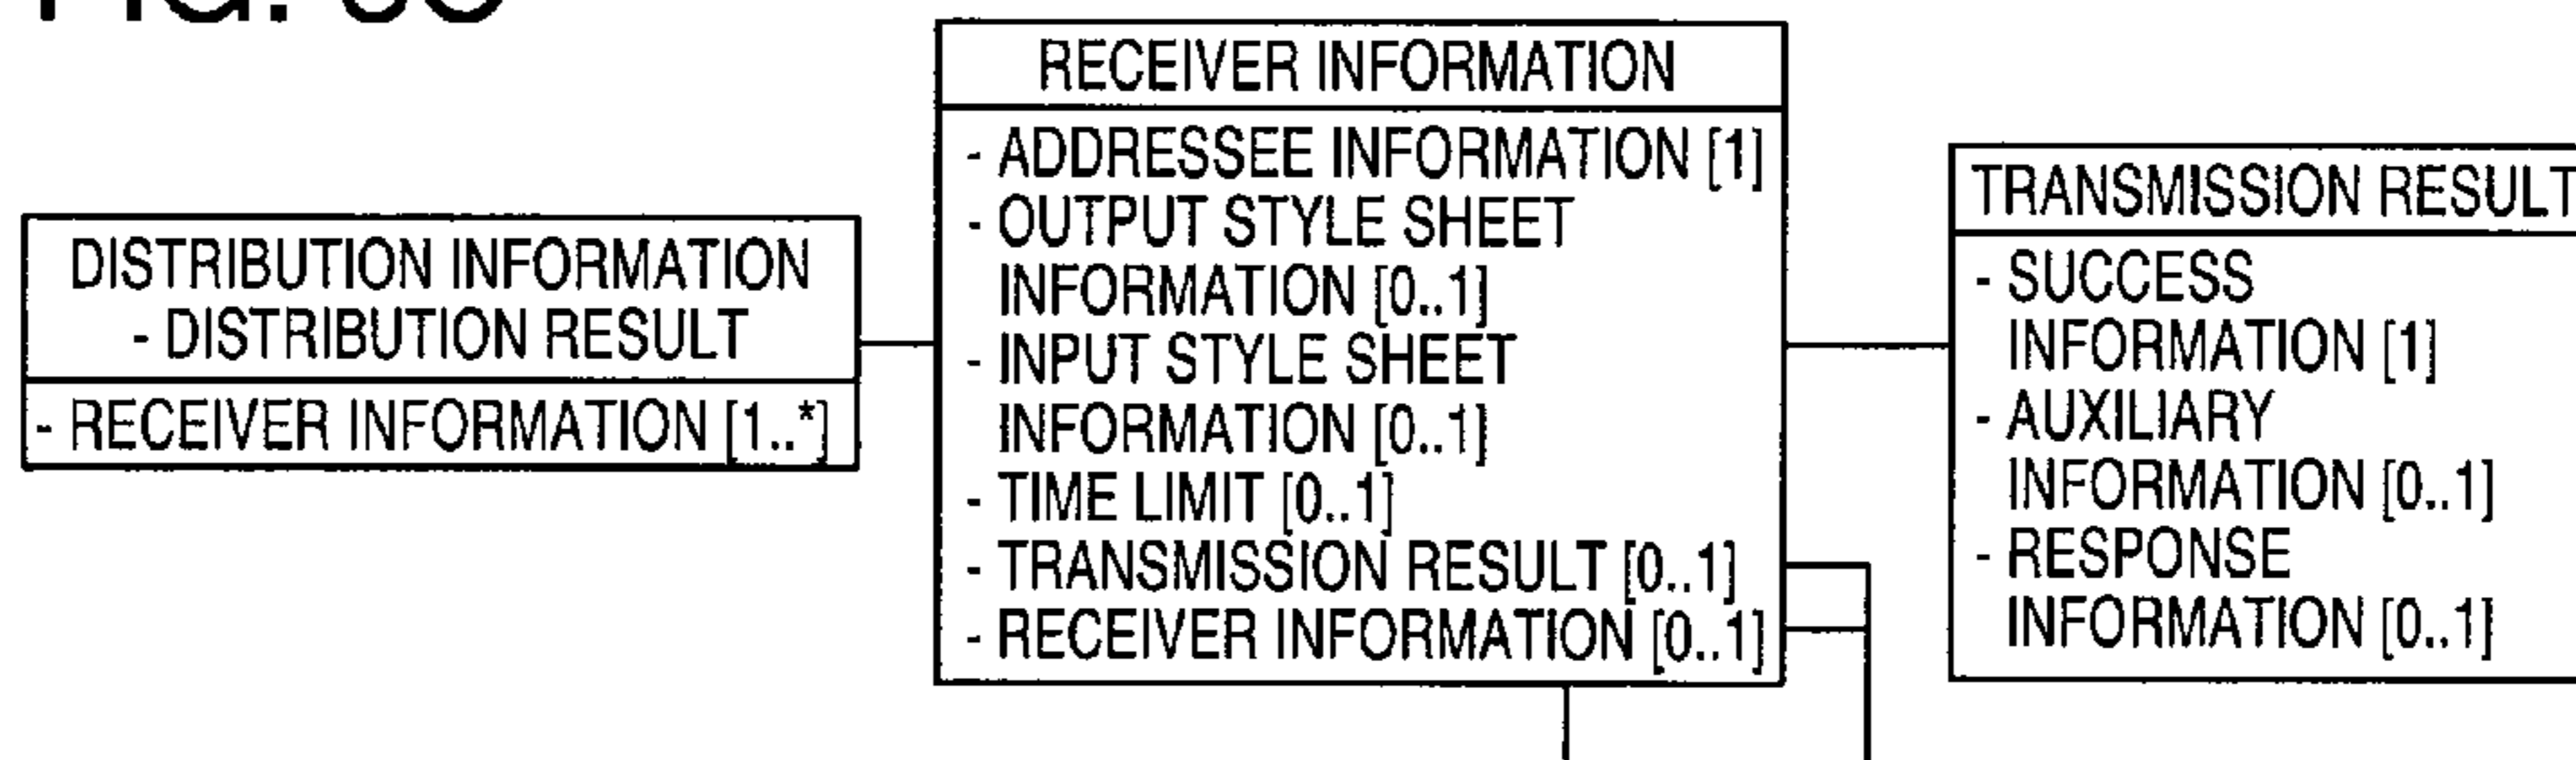 DISTRIBUTION INFORMATION
- DISTRIBUTION RESULT
- RECEIVER INFORMATION [1..*]
RECEIVER INFORMATION
- ADDRESSEE INFORMATION [1]
- OUTPUT STYLE SHEET
INFORMATION [0..1]
- INPUT STYLE SHEET
INFORMATION [0..1]
- TIME LIMIT [0..1]
- TRANSMISSION RESULT [0..1]
- RECEIVER INFORMATION [0..1]
TRANSMISSION RESULT
- SUCCESS
INFORMATION [1]
- AUXILIARY
INFORMATION [0..1]
- RESPONSE
INFORMATION [0..1]